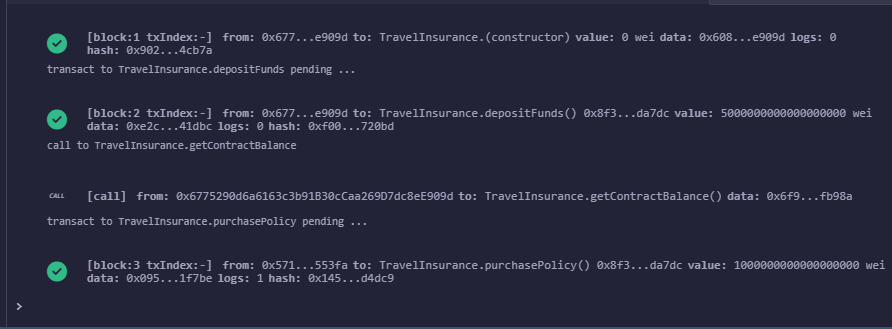 [block:1 txIndex:-] from: 0x677...e909d to: TravelInsurance.(constructor) value: 0 wei data: 0x608...e909d logs: 0
hash: 0x902...4cb7a
transact to TravelInsurance.depositFunds pending ...
[block:2 txIndex:-] from: 0x677...e909d to: TravelInsurance.depositFunds() 0x8f3...da7dc value: 5000000000000000000 wei
data: 0xe2c...41dbc logs: 0 hash: 0xf00...720bd
call to TravelInsurance.getContractBalance
CALL [call] from: 0x6775290d6a6163c3b91B30cCaa269D7dc8eE909d to: TravelInsurance.getContractBalance() data: 0x6f9...fb98a
transact to TravelInsurance.purchasePolicy pending ...
[block:3 txIndex:-] from: 0x571...553fa to: TravelInsurance.purchasePolicy() 0x8f3...da7dc value: 1000000000000000000 wei
data: 0x095...1f7be logs: 1 hash: 0x145...d4dc9
>